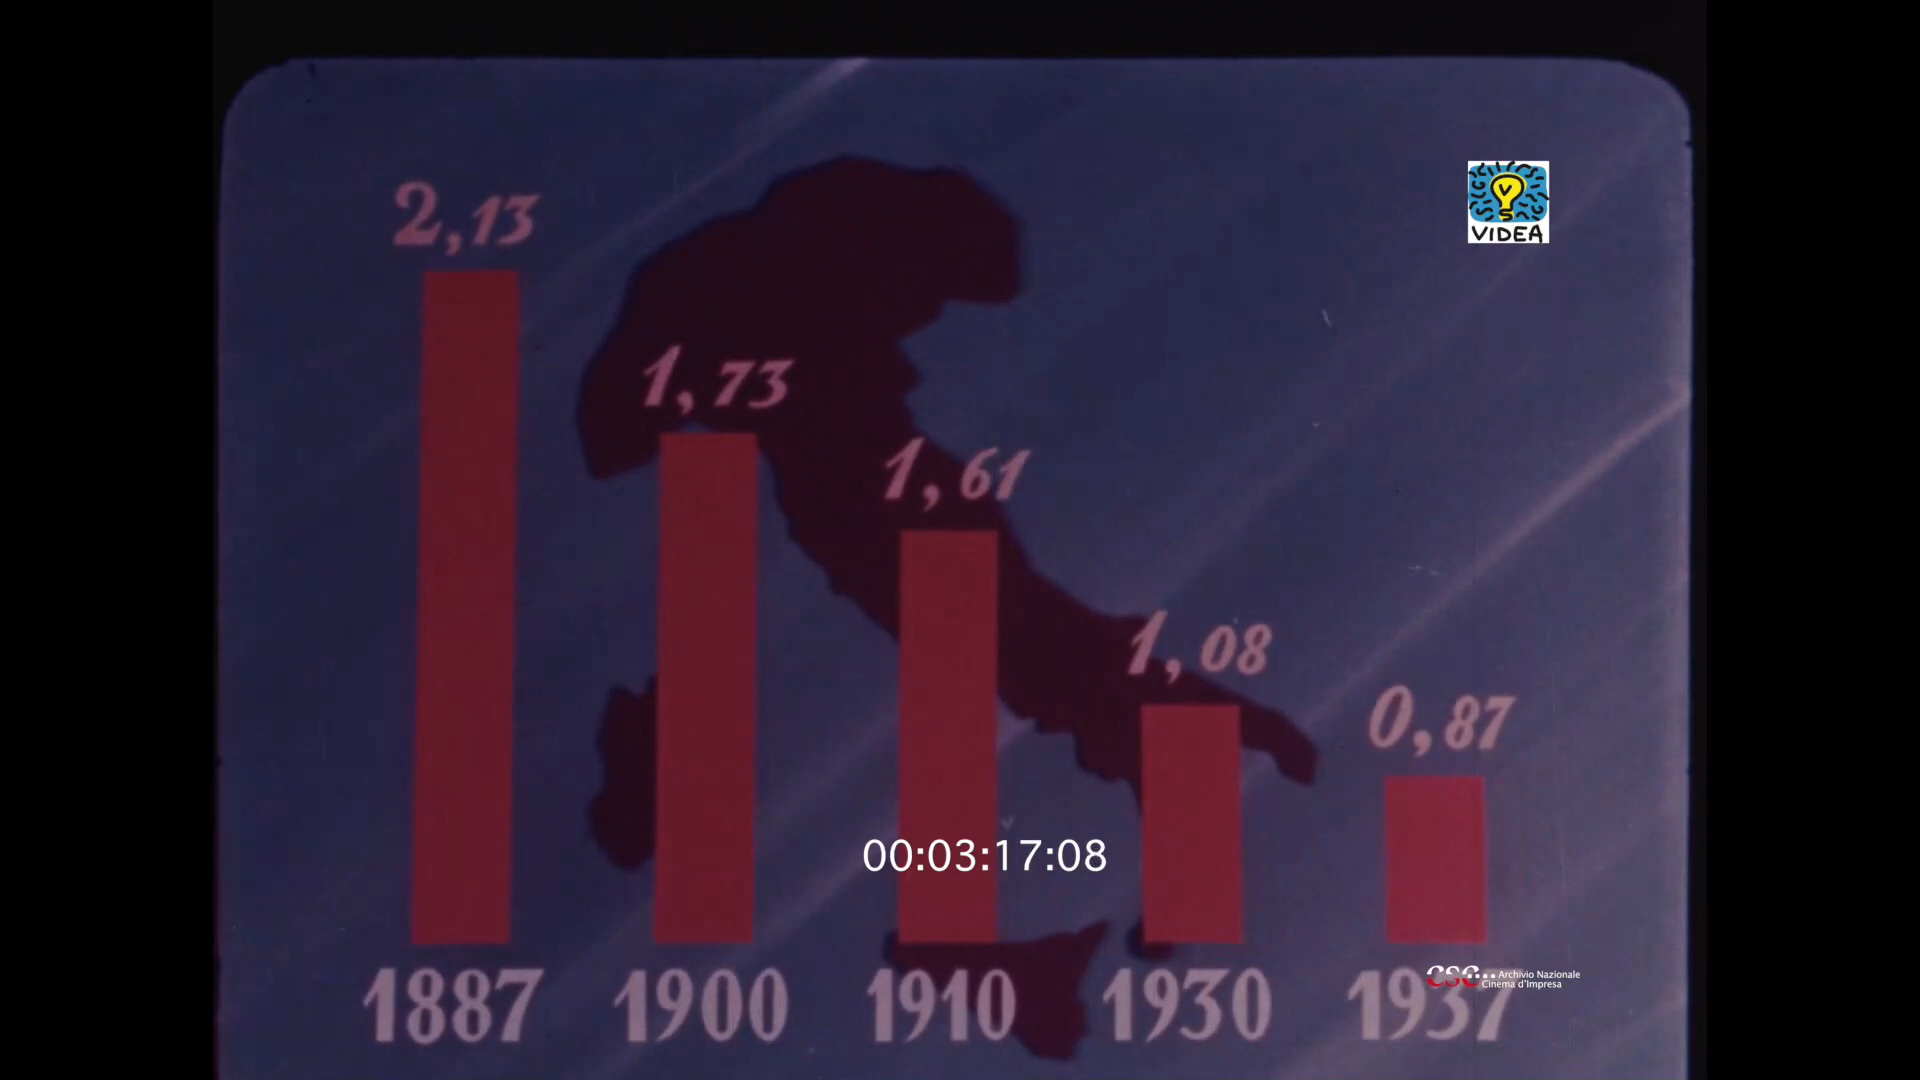 2,13
VIDEA
1,73
1,61
1,08
0,87
00:03:17:08
1887 1900 1910 1930 1937
CSC Archivio Nazionale
Cinema d'Impresa